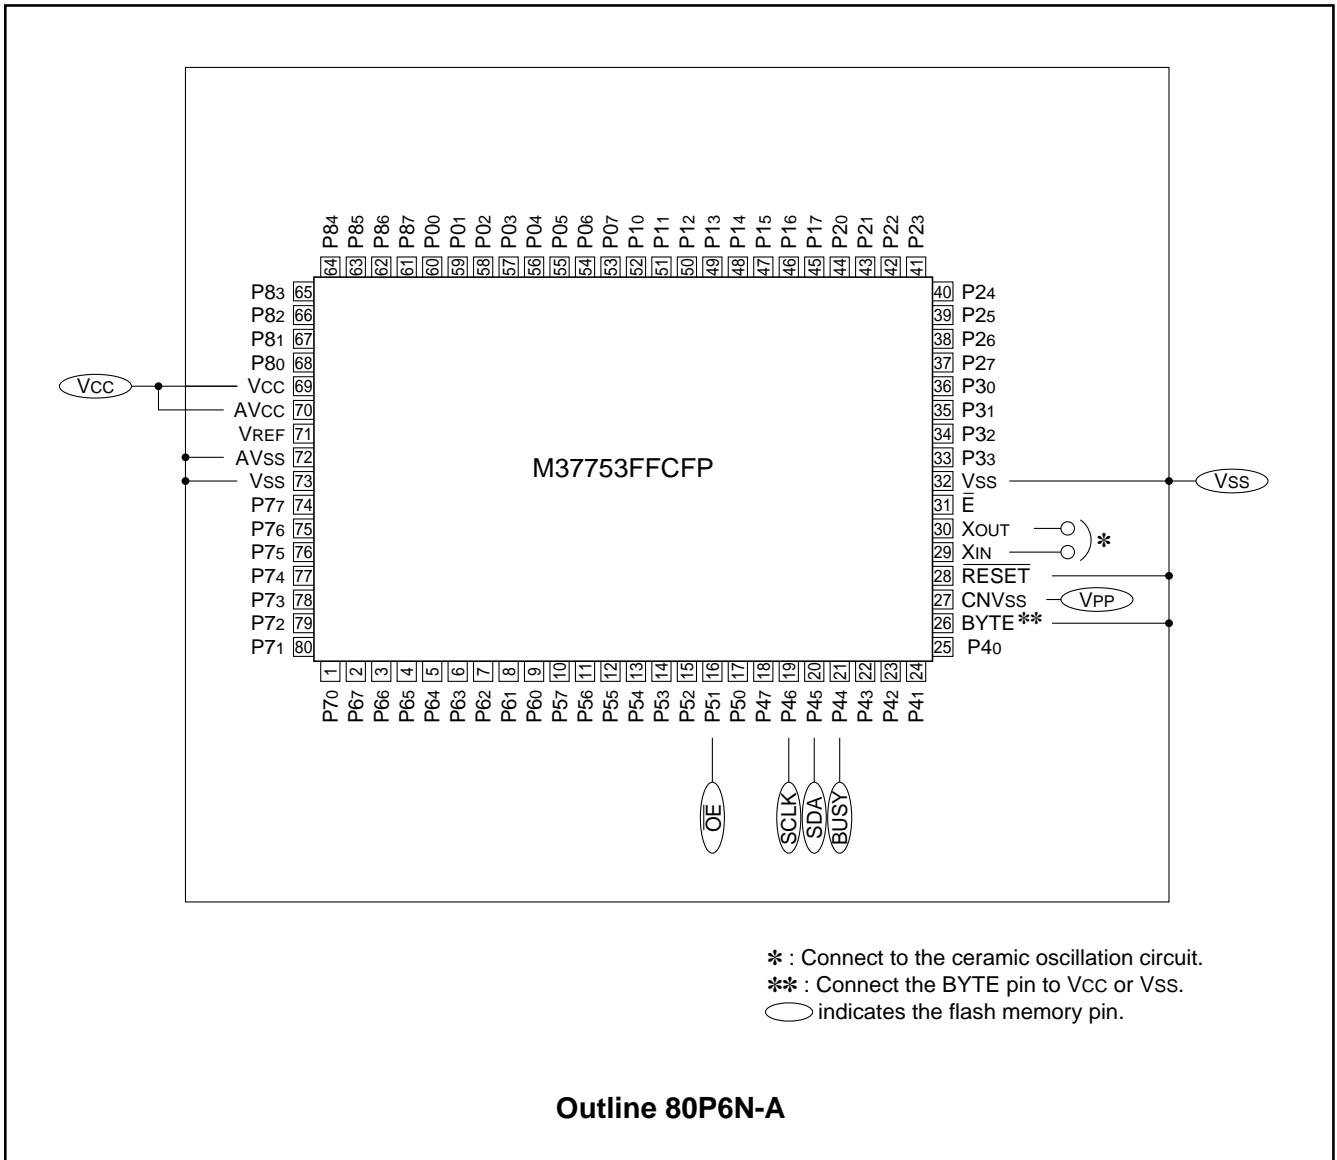 P84 P85 P86 P87 P00 P01 P02 P03 P04 P05 P06 P07 P10 P11 P12 P13 P14 P15 P16 P17 P20 P21 P22 P23
64 63 62 61 60 59 58 57 56 55 54 53 52 51 50 49 48 47 46 45 44 43 42 41
P83 65
P82 66
P81 67
P80 68
VCC VCC 69
AVCC 70
VREF 71
AVSS 72
VSS 73
P77 74
P76 75
P75 76
P74 77
P73 78
P72 79
P71 80
M37753FFCFP
40 P24
39 P25
38 P26
37 P27
36 P30
35 P31
34 P32
33 P33
32 VSS VSS
31 E̅
30 XOUT
29 XIN ✻
28 R̅E̅S̅E̅T̅
27 CNVSS VPP
26 BYTE ✻✻
25 P40
1 2 3 4 5 6 7 8 9 10 11 12 13 14 15 16 17 18 19 20 21 22 23 24
P70 P67 P66 P65 P64 P63 P62 P61 P60 P57 P56 P55 P54 P53 P52 P51 P50 P47 P46 P45 P44 P43 P42 P41
O̅E̅ SCLK SDA BUSY
✻ : Connect to the ceramic oscillation circuit.
✻✻ : Connect the BYTE pin to VCC or VSS.
indicates the flash memory pin.
Outline 80P6N-A